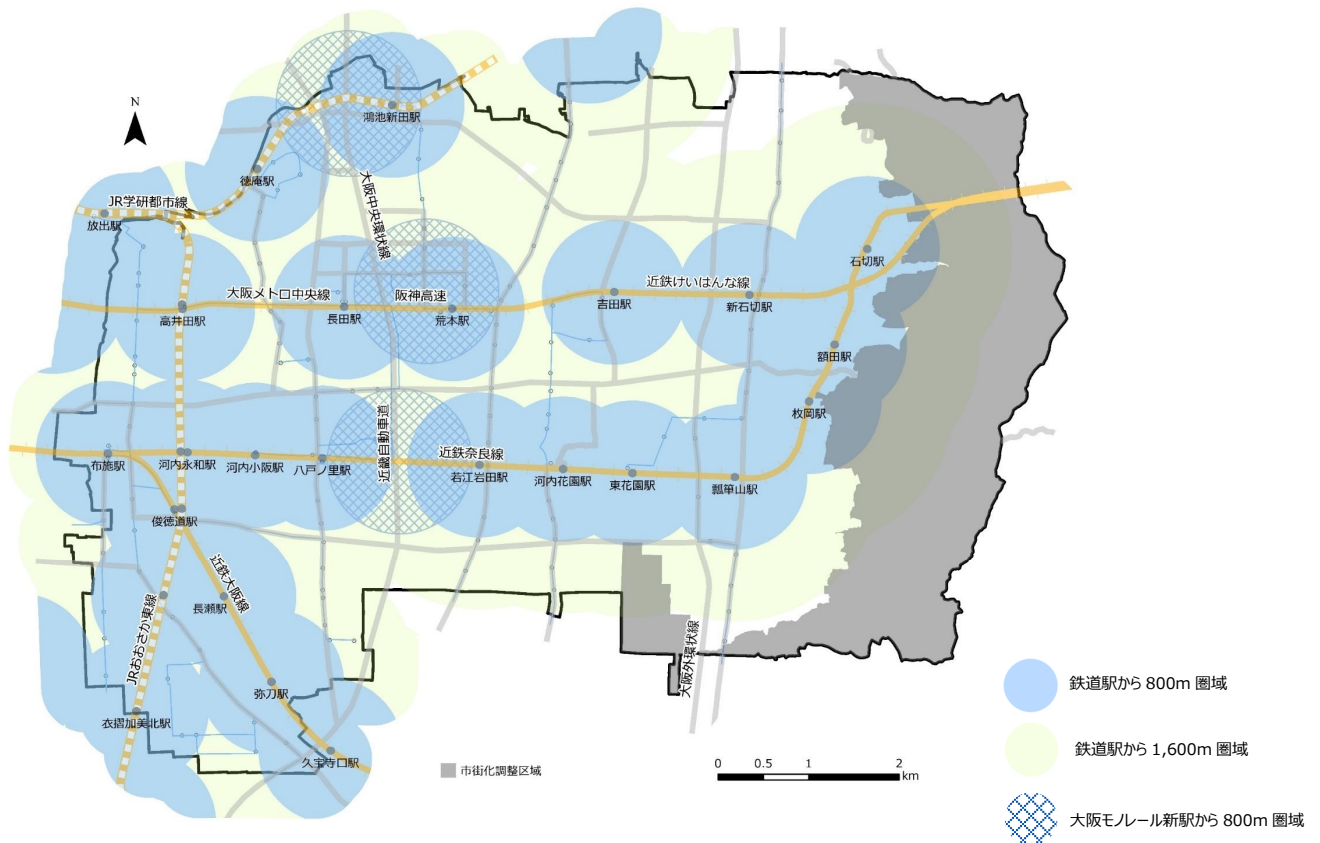 N
鴻池新田駅
徳庵駅
大阪中央環状線
JR学研都市線
放出駅
石切駅
近鉄けいはんな線
大阪メトロ中央線
阪神高速
吉田駅
新石切駅
高井田駅
長田駅
荒本駅
額田駅
枚岡駅
近畿自動車道
近鉄奈良線
布施駅
河内永和駅
河内小阪駅
八戸ノ里駅
若江岩田駅
河内花園駅
東花園駅
瓢箪山駅
俊徳道駅
近鉄大阪線
長瀬駅
JRおおさか東線
大阪外環状線
弥刀駅
衣摺加美北駅
久宝寺口駅
市街化調整区域
0 0.5 1 2
km
鉄道駅から 800m 圏域
鉄道駅から 1,600m 圏域
大阪モノレール新駅から 800m 圏域